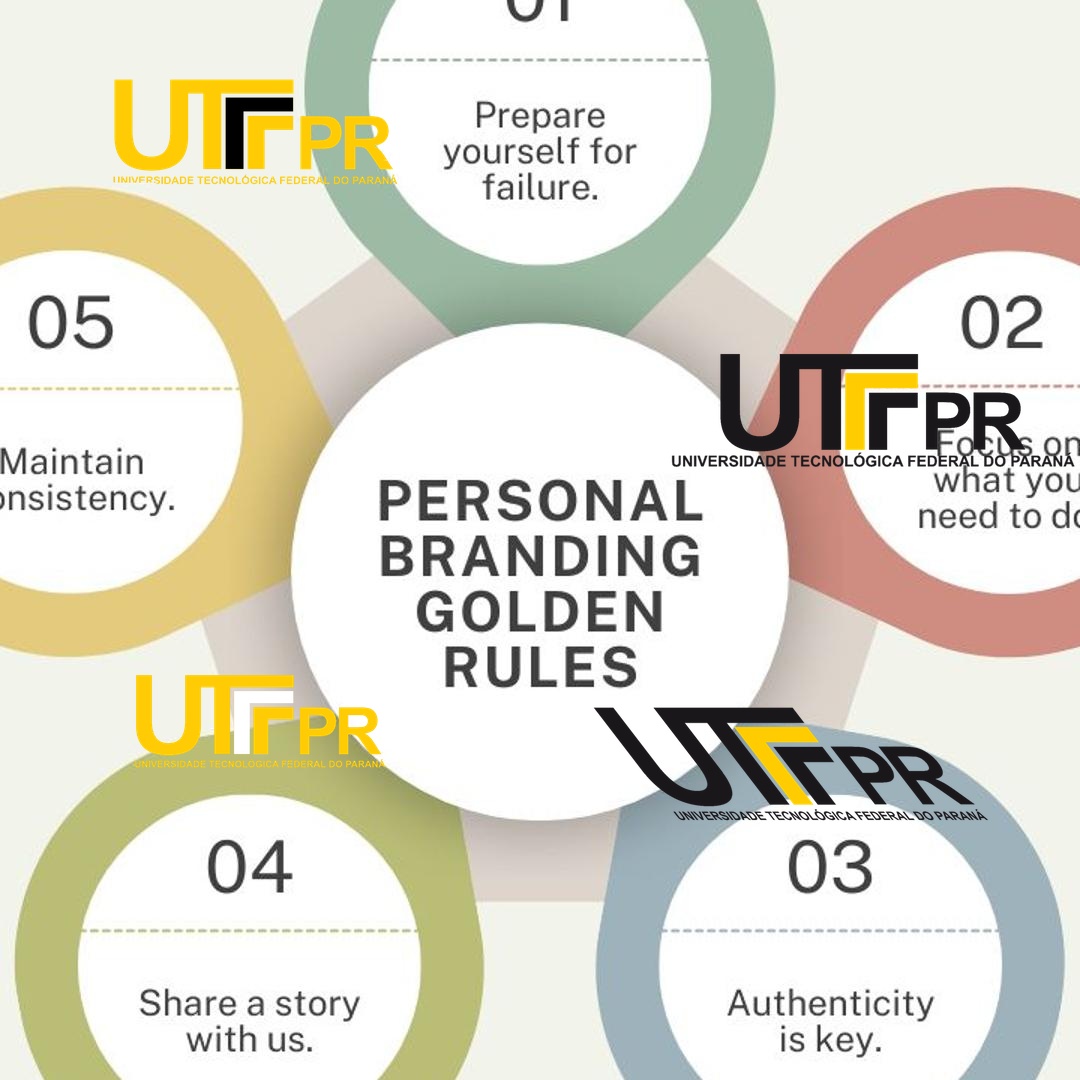 01
Prepare
yourself for
failure.
UTFPR
UNIVERSIDADE TECNOLÓGICA FEDERAL DO PARANÁ
05
Maintain
onsistency.
02
Focus on
what you
need to do
UTFPR
UNIVERSIDADE TECNOLÓGICA FEDERAL DO PARANÁ
PERSONAL
BRANDING
GOLDEN
RULES
UTFPR
UNIVERSIDADE TECNOLÓGICA FEDERAL DO PARANÁ
UTFPR
UNIVERSIDADE TECNOLÓGICA FEDERAL DO PARANÁ
04
Share a story
with us.
03
Authenticity
is key.